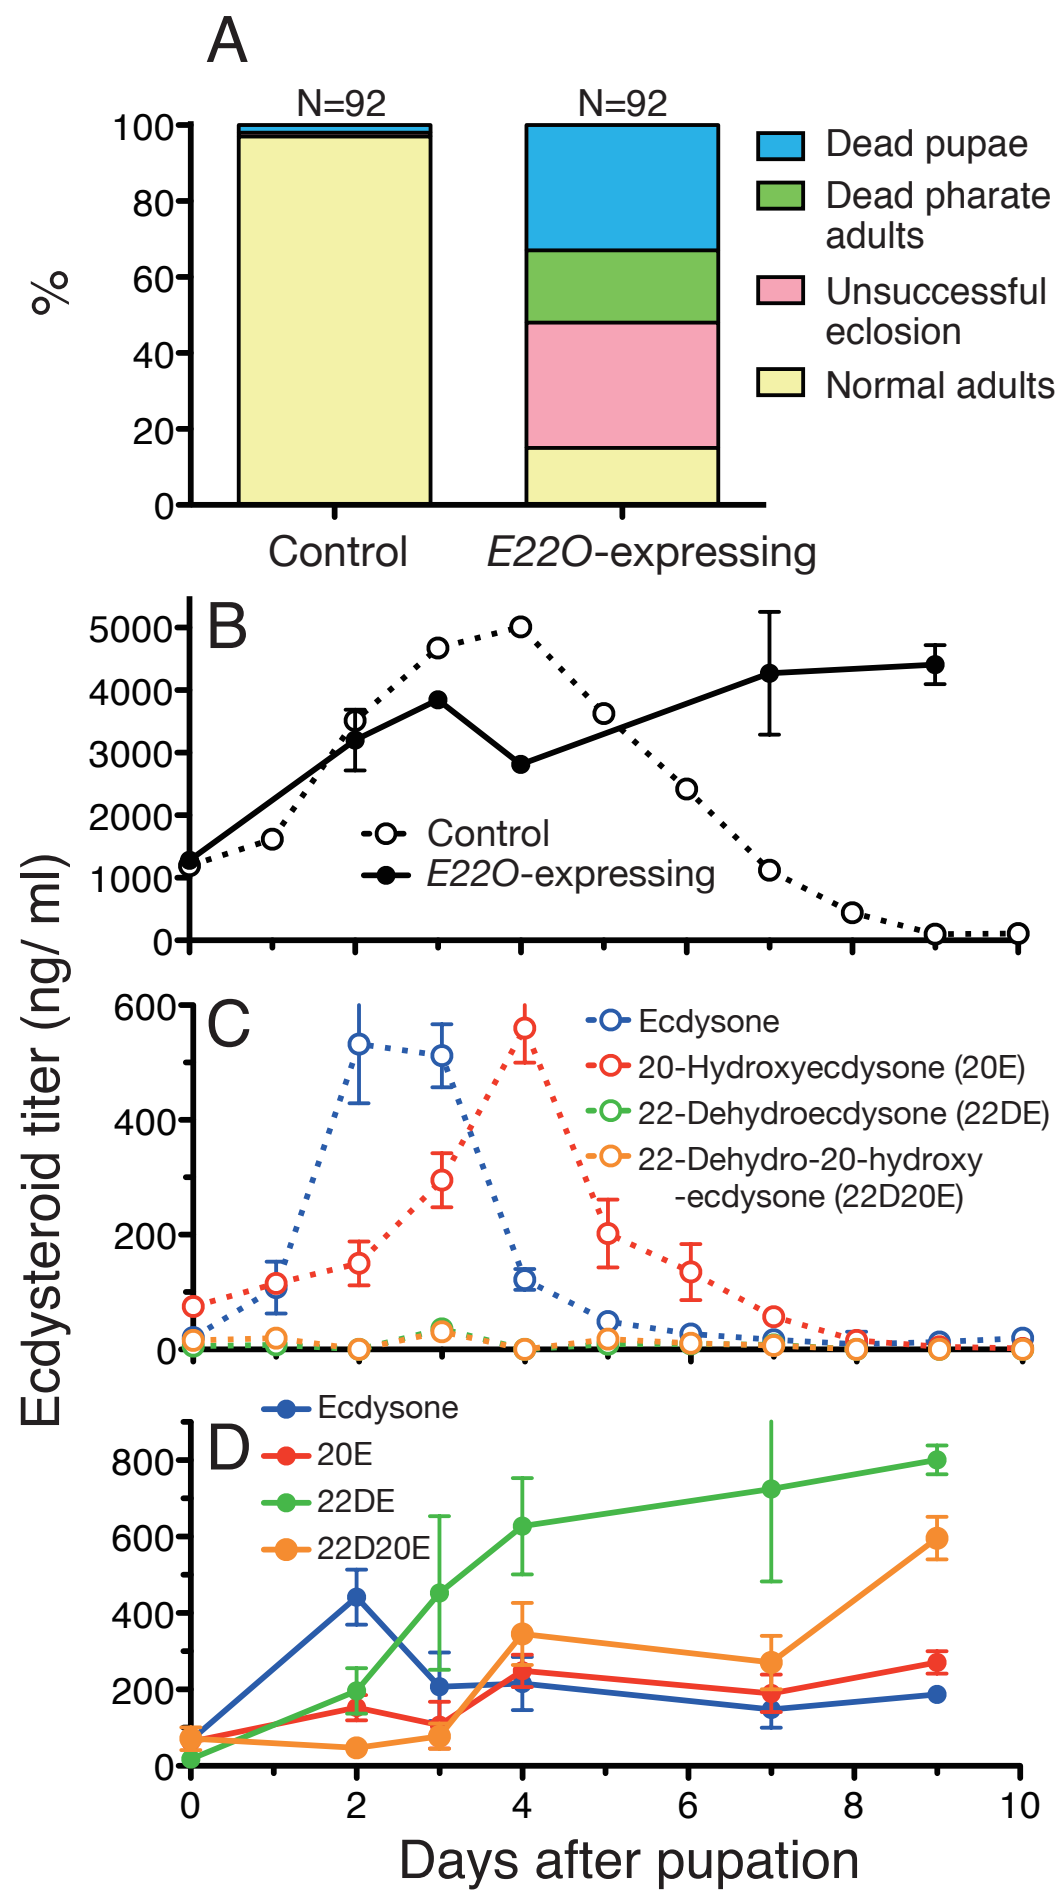 A
N=92
N=92
100
80
60
40
20
0
%
Dead pupae
Dead pharate
adults
Unsuccessful
eclosion
Normal adults
Control
E22O-expressing
B
5000
4000
3000
2000
1000
0
Control
E22O-expressing
Ecdysteroid titer (ng/ ml)
C
600
400
200
0
Ecdysone
20-Hydroxyecdysone (20E)
22-Dehydroecdysone (22DE)
22-Dehydro-20-hydroxy
-ecdysone (22D20E)
D
800
600
400
200
0
Ecdysone
20E
22DE
22D20E
0 2 4 6 8 10
Days after pupation